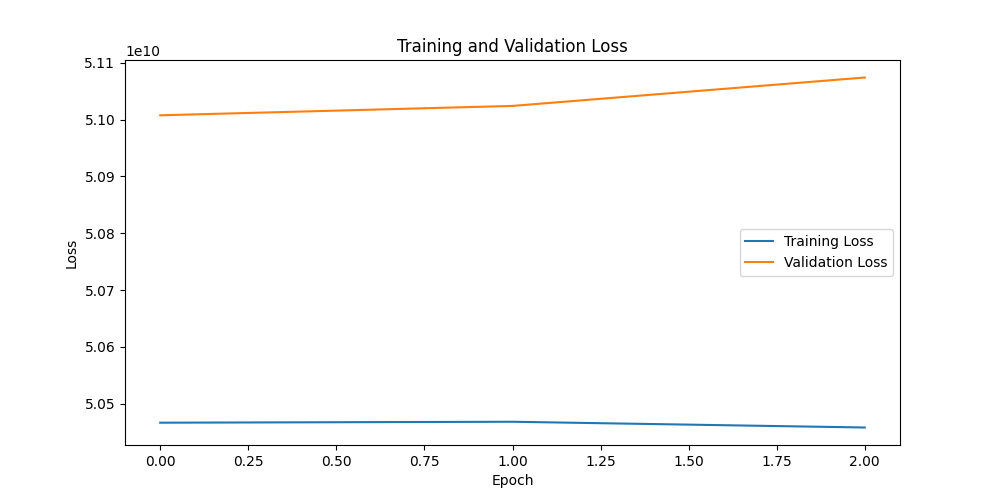 Training and Validation Loss
1e10
5.11
5.10
5.09
5.08
5.07
5.06
5.05
Loss
Training Loss
Validation Loss
0.00 0.25 0.50 0.75 1.00 1.25 1.50 1.75 2.00
Epoch